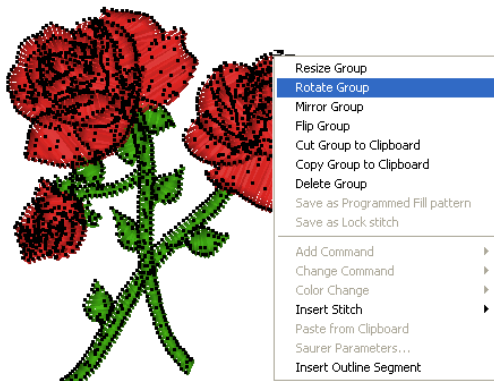 Resize Group
Rotate Group
Mirror Group
Flip Group
Cut Group to Clipboard
Copy Group to Clipboard
Delete Group
Save as Programmed Fill pattern
Save as Lock stitch
Add Command
Change Command
Color Change
Insert Stitch
Paste from Clipboard
Saurer Parameters...
Insert Outline Segment